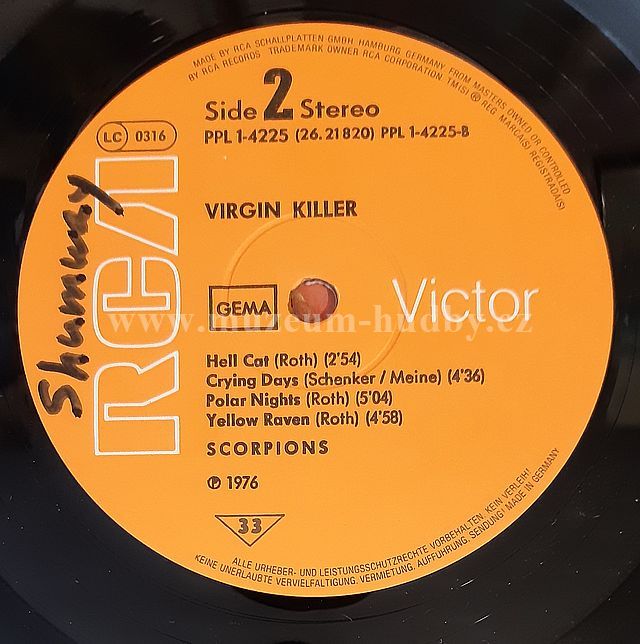 MADE BY RCA SCHALLPLATTEN GMBH HAMBURG GERMANY FROM MASTERS OWNED OR CONTROLLED
BY RCA RECORDS TRADEMARK OWNER RCA CORPORATION. TM(S) ® REG. MARCA(S) REGISTRADA(S)
Side 2 Stereo
LC 0316
PPL 1-4225 (26.21 820) PPL 1-4225-B
VIRGIN KILLER
Shumway
RCA
GEMA
Victor
www.muzeum-hudby.cz
Hell Cat (Roth) (2'54)
Crying Days (Schenker / Meine) (4'36)
Polar Nights (Roth) (5'04)
Yellow Raven (Roth) (4'58)
SCORPIONS
℗ 1976
33
ALLE URHEBER- UND LEISTUNGSSCHUTZRECHTE VORBEHALTEN. KEIN VERLEIH!
KEINE UNERLAUBTE VERVIELFÄLTIGUNG, VERMIETUNG, AUFFÜHRUNG, SENDUNG! MADE IN GERMANY